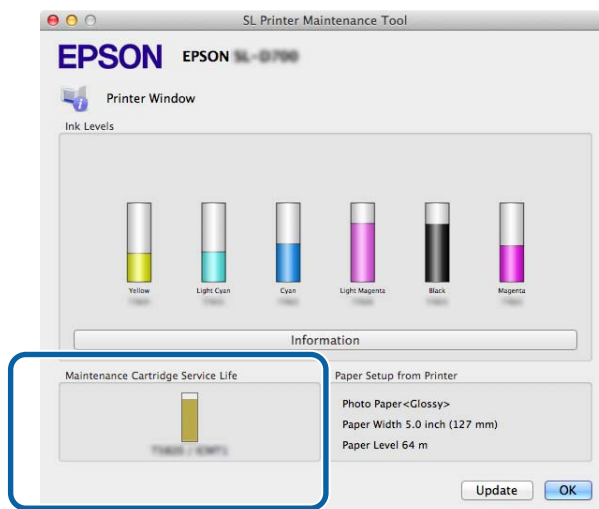 SL Printer Maintenance Tool
EPSON EPSON
Printer Window
Ink Levels
Yellow Light Cyan Cyan Light Magenta Black Magenta
Information
Maintenance Cartridge Service Life
Paper Setup from Printer
Photo Paper<Glossy>
Paper Width 5.0 inch (127 mm)
Paper Level 64 m
Update OK